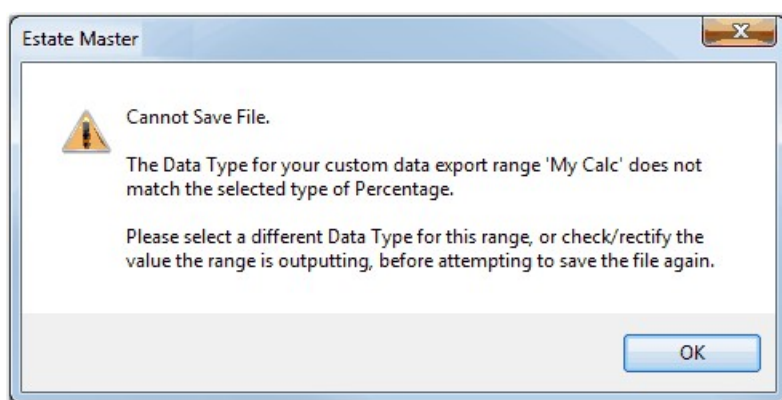 Estate Master
Cannot Save File.
The Data Type for your custom data export range 'My Calc' does not
match the selected type of Percentage.
Please select a different Data Type for this range, or check/rectify the
value the range is outputting, before attempting to save the file again.
OK